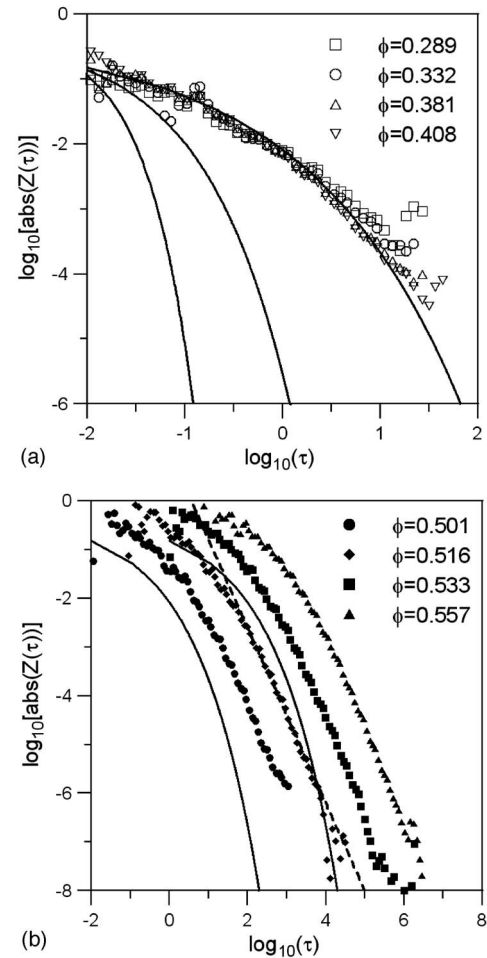 0
-2
-4
-6
-2
-1
0
1
2
log10[abs(Z(τ))]
log10(τ)
□ ϕ=0.289
○ ϕ=0.332
△ ϕ=0.381
▽ ϕ=0.408
(a)
0
-2
-4
-6
-8
-2
0
2
4
6
8
log10[abs(Z(τ))]
log10(τ)
● ϕ=0.501
◆ ϕ=0.516
■ ϕ=0.533
▲ ϕ=0.557
(b)